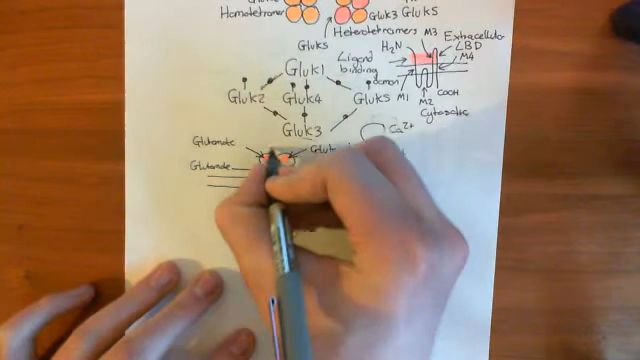 Homotetramer
Gluk3 Gluk5
Heterotetramers
Gluk5
M3
Extracellular
H₂N
LBD
M4
Ligand
binding
domain
M1
M2
COOH
Cytosolic
Gluk1
Gluk2 Gluk4 Gluk5
Gluk3
Ca²⁺
Glutamate
Glutamate